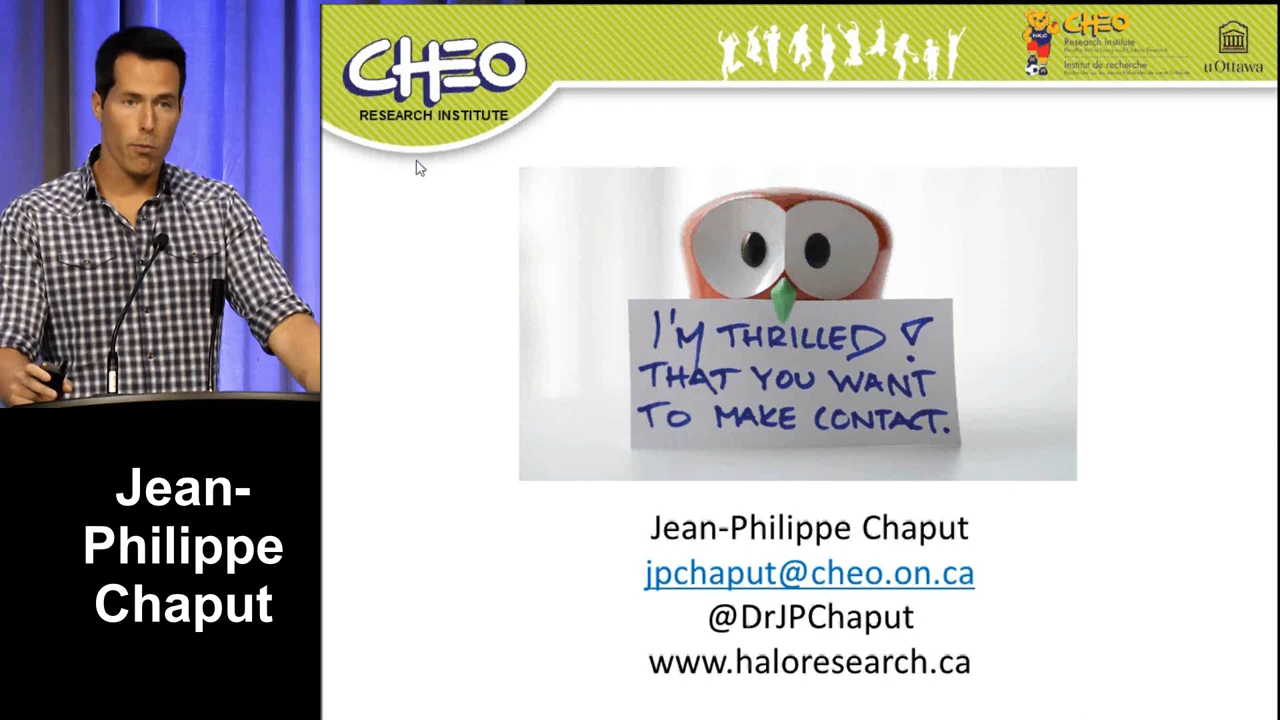 CHEO
RESEARCH INSTITUTE
HALO
CHEO
Research Institute
Institut de recherche
uOttawa
I'M THRILLED!
THAT YOU WANT
TO MAKE CONTACT.
Jean-
Philippe
Chaput
Jean-Philippe Chaput
jpchaput@cheo.on.ca
@DrJPChaput
www.haloresearch.ca